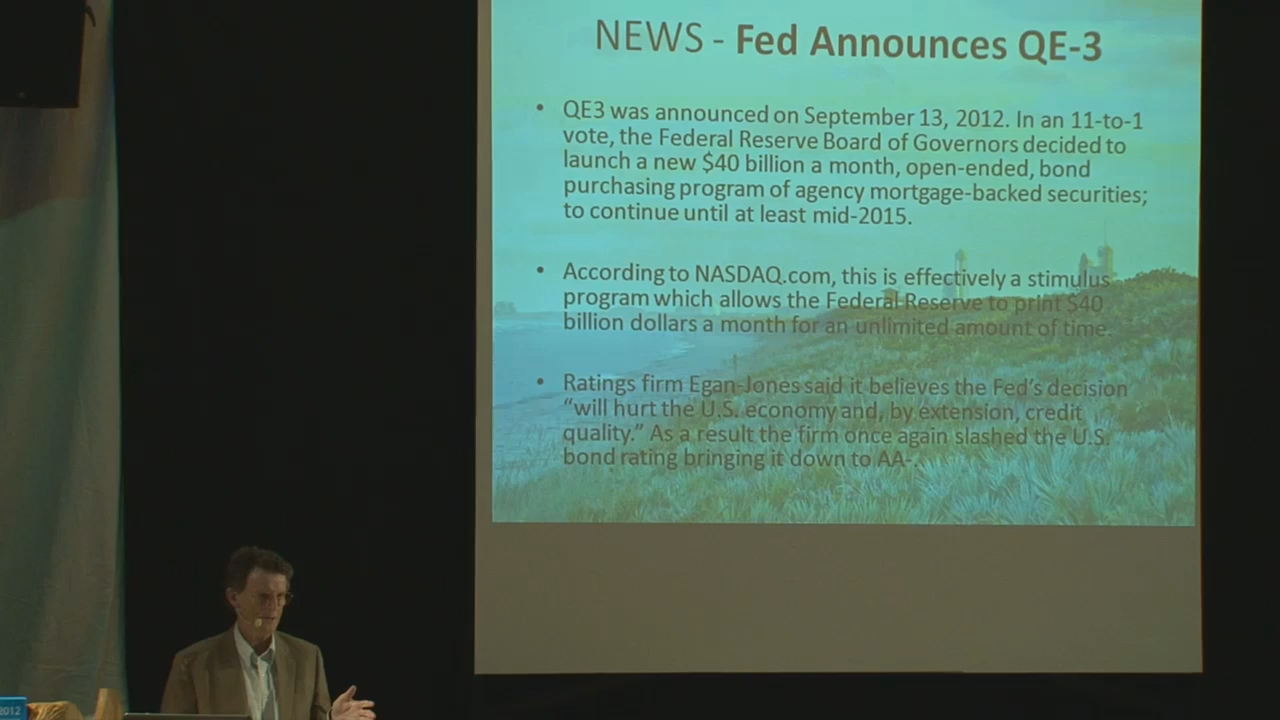 NEWS - Fed Announces QE-3
• QE3 was announced on September 13, 2012. In an 11-to-1
vote, the Federal Reserve Board of Governors decided to
launch a new $40 billion a month, open-ended, bond
purchasing program of agency mortgage-backed securities;
to continue until at least mid-2015.
• According to NASDAQ.com, this is effectively a stimulus
program which allows the Federal Reserve to print $40
billion dollars a month for an unlimited amount of time.
• Ratings firm Egan-Jones said it believes the Fed's decision
“will hurt the U.S. economy and, by extension, credit
quality.” As a result the firm once again slashed the U.S.
bond rating bringing it down to AA-.
2012